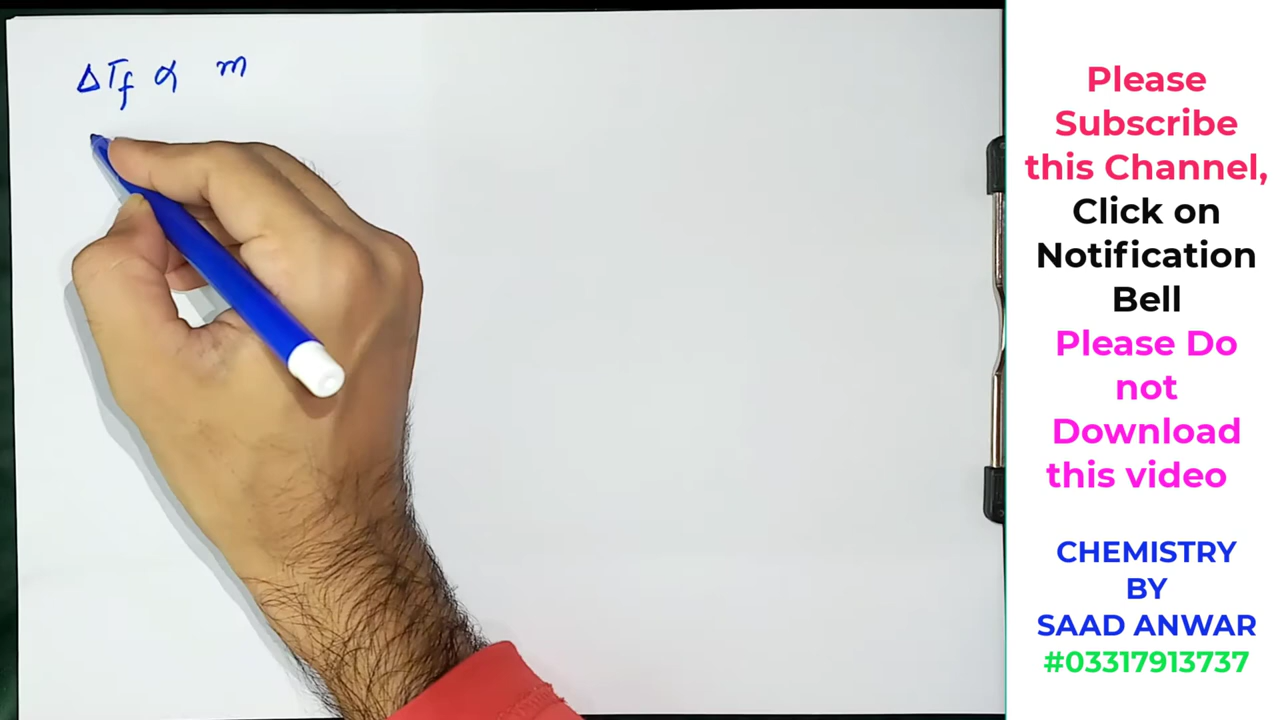 ΔTf ∝ m
Please
Subscribe
this Channel,
Click on
Notification
Bell
Please Do
not
Download
this video
CHEMISTRY
BY
SAAD ANWAR
#03317913737